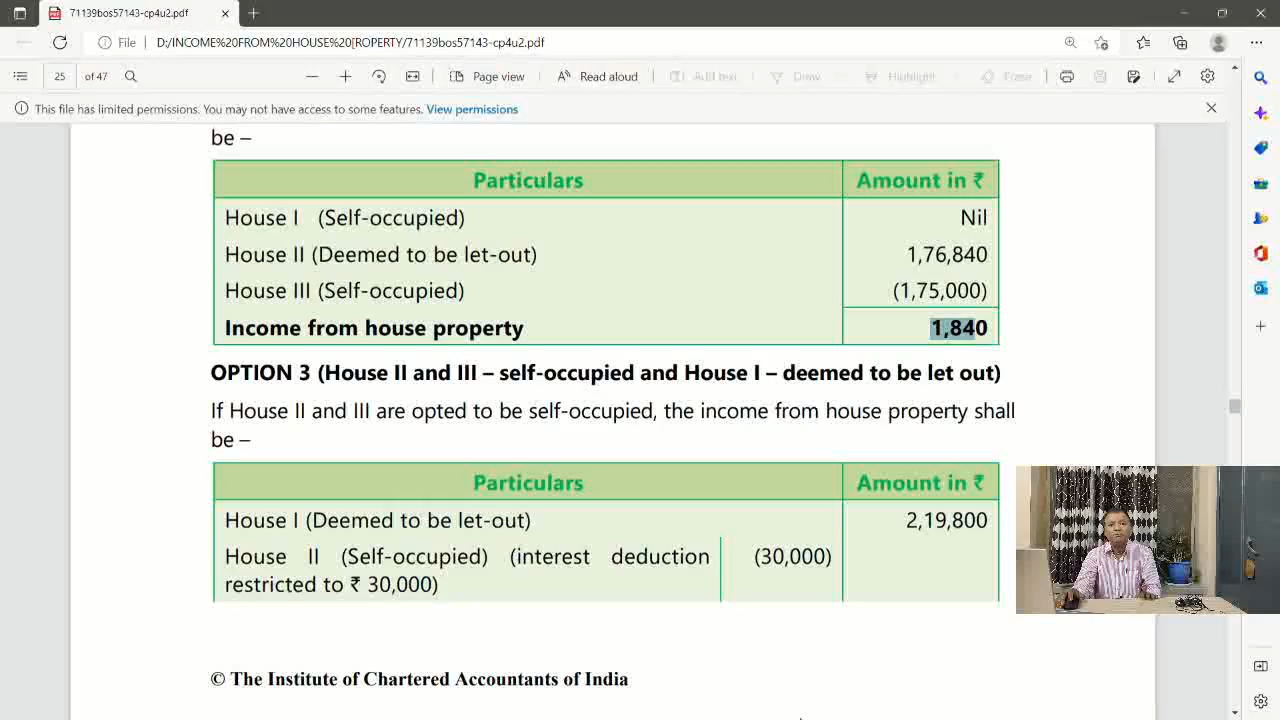 71139bos57143-cp4u2.pdf
File D:/INCOME%20FROM%20HOUSE%20[ROPERTY/71139bos57143-cp4u2.pdf
25 of 47 Page view Read aloud Add text Draw Highlight Erase
This file has limited permissions. You may not have access to some features. View permissions
be –
Particulars Amount in ₹
House I (Self-occupied) Nil
House II (Deemed to be let-out) 1,76,840
House III (Self-occupied) (1,75,000)
Income from house property 1,840
OPTION 3 (House II and III – self-occupied and House I – deemed to be let out)
If House II and III are opted to be self-occupied, the income from house property shall
be –
Particulars Amount in ₹
House I (Deemed to be let-out) 2,19,800
House II (Self-occupied) (interest deduction (30,000)
restricted to ₹ 30,000)
© The Institute of Chartered Accountants of India